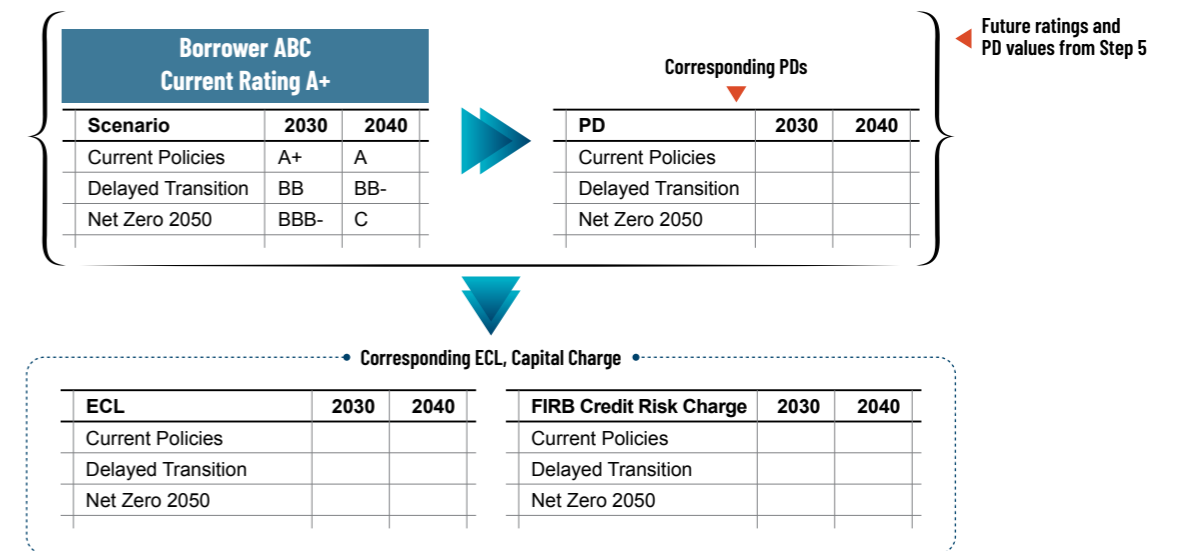 Borrower ABC
Current Rating A+
Scenario 2030 2040
Current Policies A+ A
Delayed Transition BB BB-
Net Zero 2050 BBB- C
Corresponding PDs
PD 2030 2040
Current Policies
Delayed Transition
Net Zero 2050
Future ratings and
PD values from Step 5
Corresponding ECL, Capital Charge
ECL 2030 2040
Current Policies
Delayed Transition
Net Zero 2050
FIRB Credit Risk Charge 2030 2040
Current Policies
Delayed Transition
Net Zero 2050